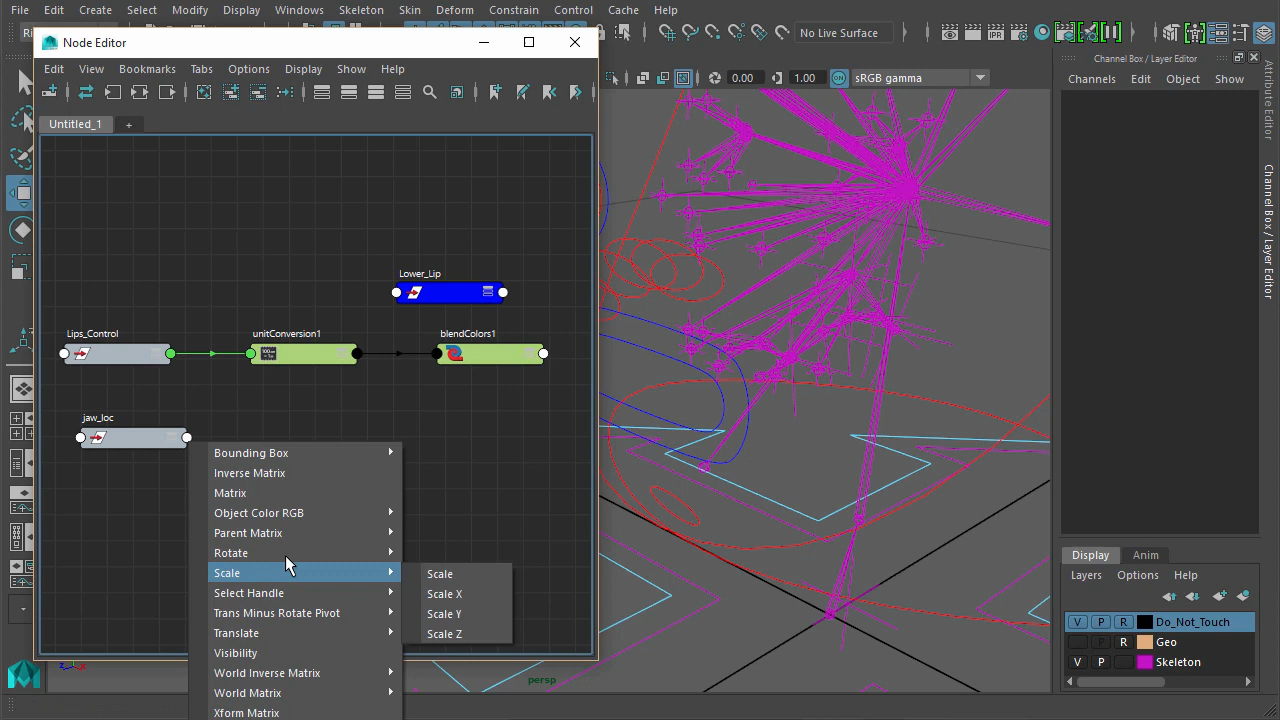 File Edit Create Select Modify Display Windows Skeleton Skin Deform Constrain Control Cache Help
Node Editor
No Live Surface
Channel Box / Layer Editor
Edit View Bookmarks Tabs Options Display Show Help
0.00 1.00 ON sRGB gamma
Channels Edit Object Show
Attribute Editor
Channel Box / Layer Editor
Untitled_1 +
Lower_Lip
Lips_Control
unitConversion1
blendColors1
jaw_loc
Bounding Box
Inverse Matrix
Matrix
Object Color RGB
Parent Matrix
Rotate
Scale
Select Handle
Trans Minus Rotate Pivot
Translate
Visibility
World Inverse Matrix
World Matrix
Xform Matrix
Scale
Scale X
Scale Y
Scale Z
persp
Display Anim
Layers Options Help
V P R Do_Not_Touch
R Geo
V P Skeleton